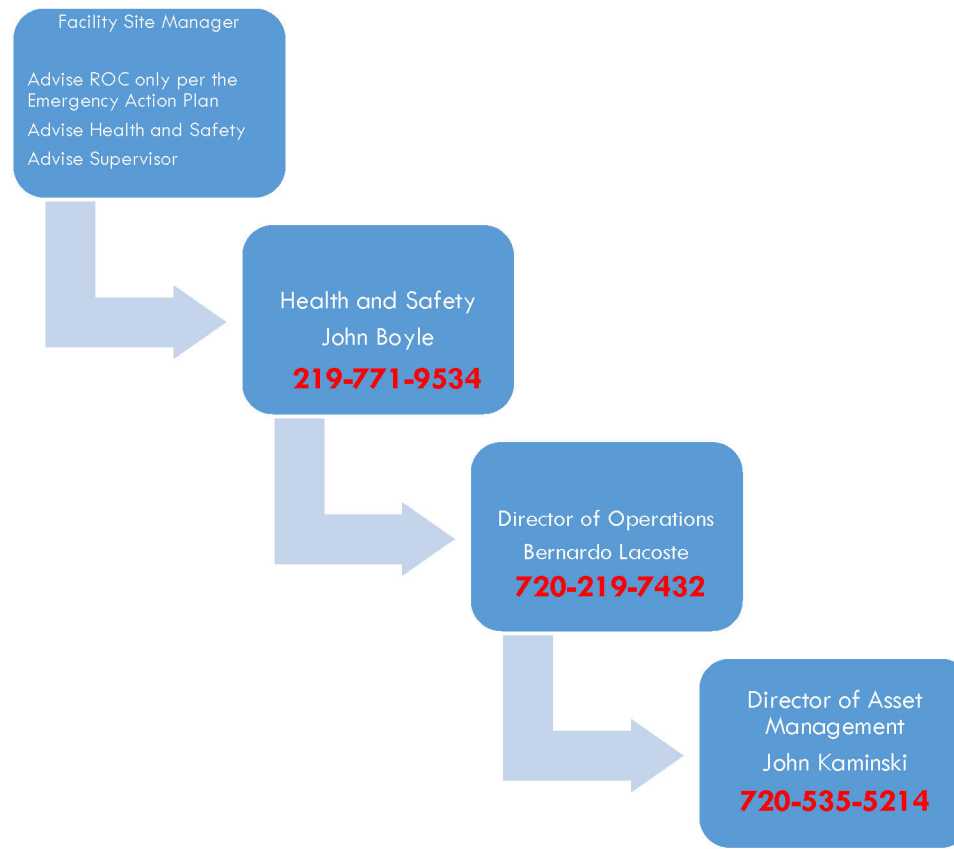 Facility Site Manager
Advise ROC only per the
Emergency Action Plan
Advise Health and Safety
Advise Supervisor
Health and Safety
John Boyle
219-771-9534
Director of Operations
Bernardo Lacoste
720-219-7432
Director of Asset
Management
John Kaminski
720-535-5214